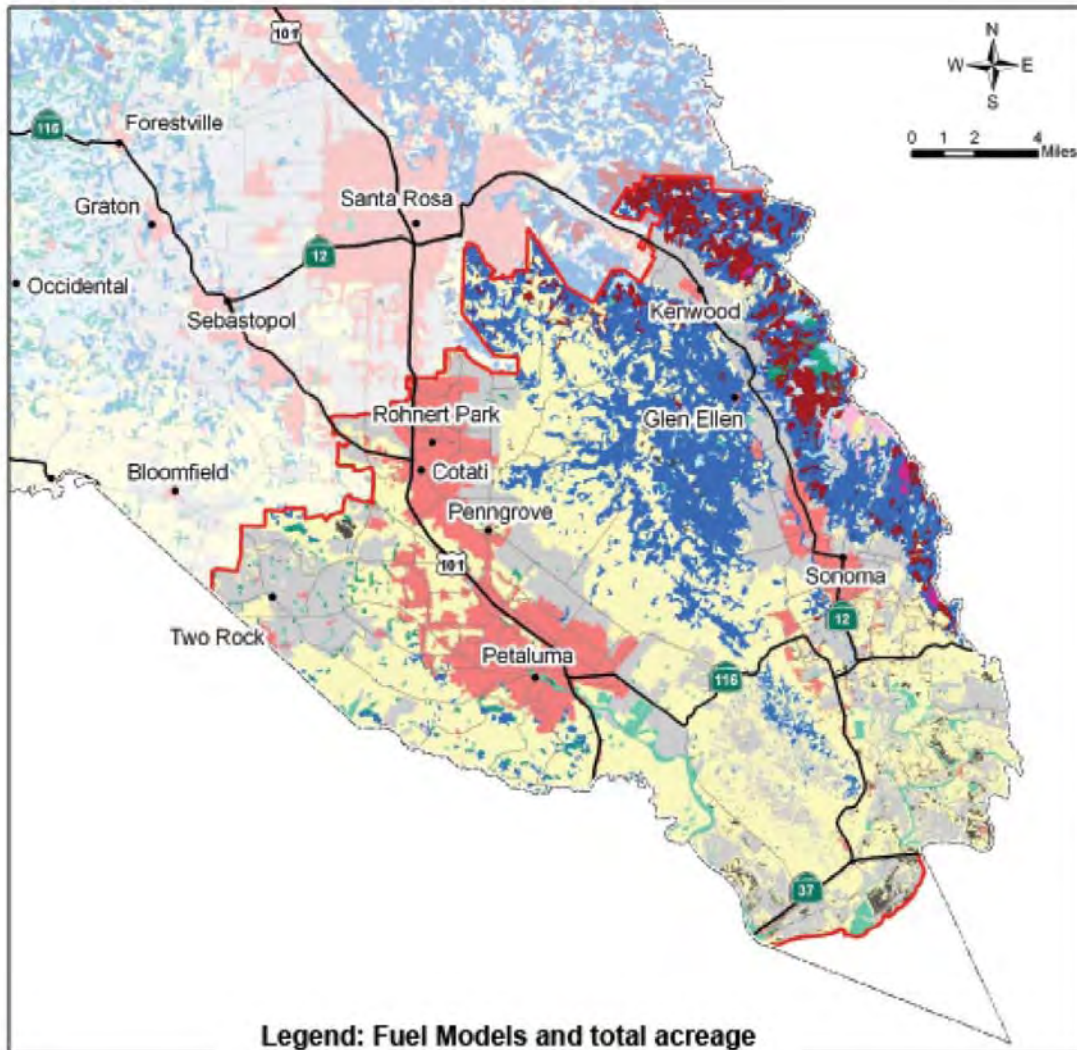 101
N
W E
S
116
Forestville
0 1 2 4
Miles
Santa Rosa
Graton
12
Occidental
Kenwood
Sebastopol
Rohnert Park
Glen Ellen
Bloomfield
Cotati
Penngrove
101
Sonoma
12
Two Rock
Petaluma
116
37
Legend: Fuel Models and total acreage